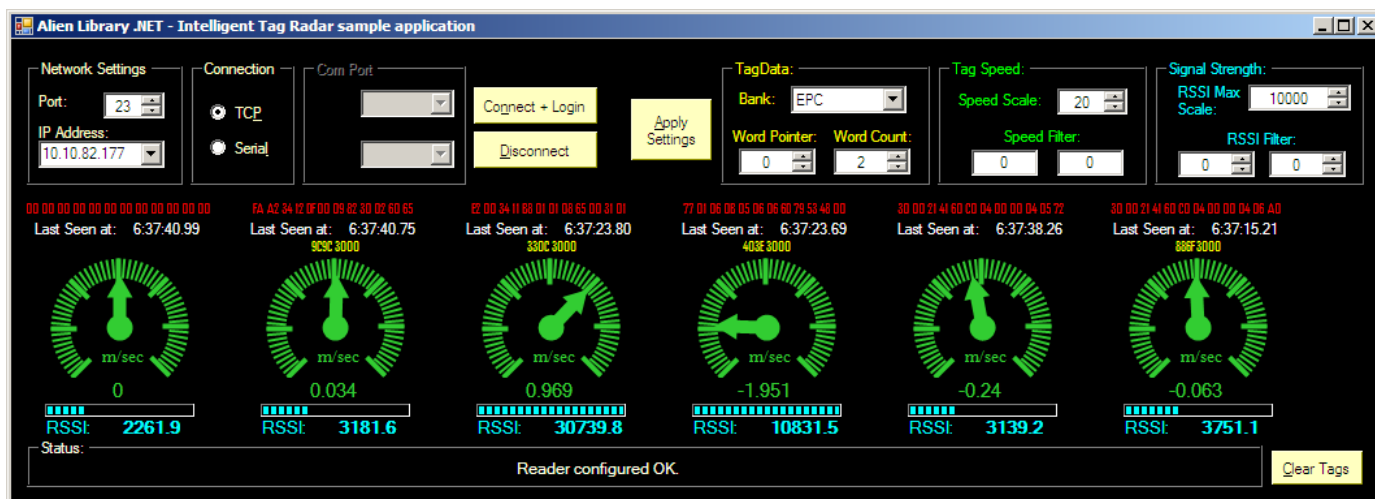 Alien Library .NET - Intelligent Tag Radar sample application
Network Settings
Port: 23
IP Address:
10.10.82.177
Connection
TCP
Serial
Com Port
Connect + Login
Disconnect
Apply Settings
TagData:
Bank: EPC
Word Pointer: Word Count:
0 2
Tag Speed:
Speed Scale: 20
Speed Filter:
0 0
Signal Strength:
RSSI Max Scale: 10000
RSSI Filter:
0 0
00 00 00 00 00 00 00 00 00 00 00 00
Last Seen at: 6:37:40.99
m/sec
0
RSSI: 2261.9
FA A2 34 12 0F 00 09 82 3D 02 60 65
Last Seen at: 6:37:40.75
9C9C 3000
m/sec
0.034
RSSI: 3181.6
E2 00 34 11 B8 01 01 08 65 00 31 01
Last Seen at: 6:37:23.80
330C 3000
m/sec
0.969
RSSI: 30739.8
77 01 06 08 05 06 06 60 79 53 48 00
Last Seen at: 6:37:23.69
403E 3000
m/sec
-1.951
RSSI: 10831.5
30 00 21 41 60 C0 04 00 00 04 05 72
Last Seen at: 6:37:38.26
m/sec
-0.24
RSSI: 3139.2
30 00 21 41 60 C0 04 00 00 04 06 A0
Last Seen at: 6:37:15.21
886F 3000
m/sec
-0.063
RSSI: 3751.1
Status:
Reader configured OK.
Clear Tags